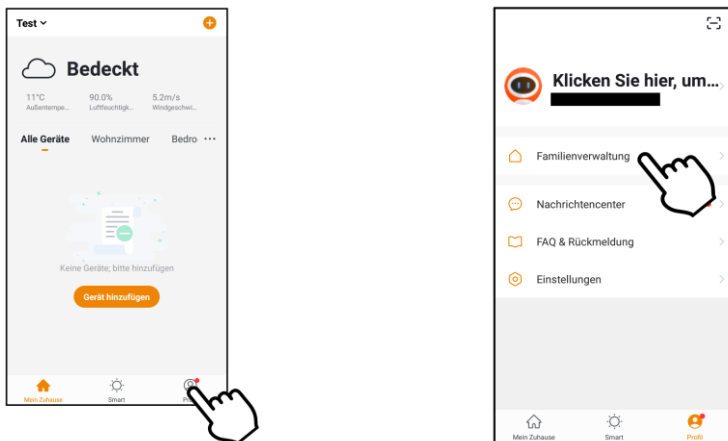 Test
Bedeckt
11°C 90.0% 5.2m/s
Außentempe... Luftfeuchtigk... Windgeschwi...
Alle Geräte Wohnzimmer Bedro ...
Keine Geräte; bitte hinzufügen
Gerät hinzufügen
Mein Zuhause Smart
Klicken Sie hier, um...
Familienverwaltung
Nachrichtencenter
FAQ & Rückmeldung
Einstellungen
Mein Zuhause Smart Profil